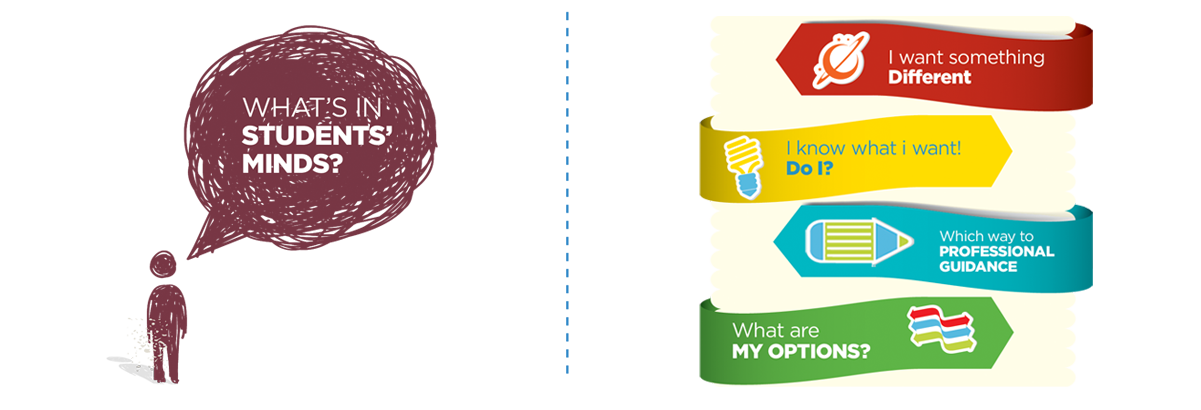 WHAT'S IN
STUDENTS'
MINDS?
I want something
Different
I know what i want!
Do I?
Which way to
PROFESSIONAL
GUIDANCE
What are
MY OPTIONS?